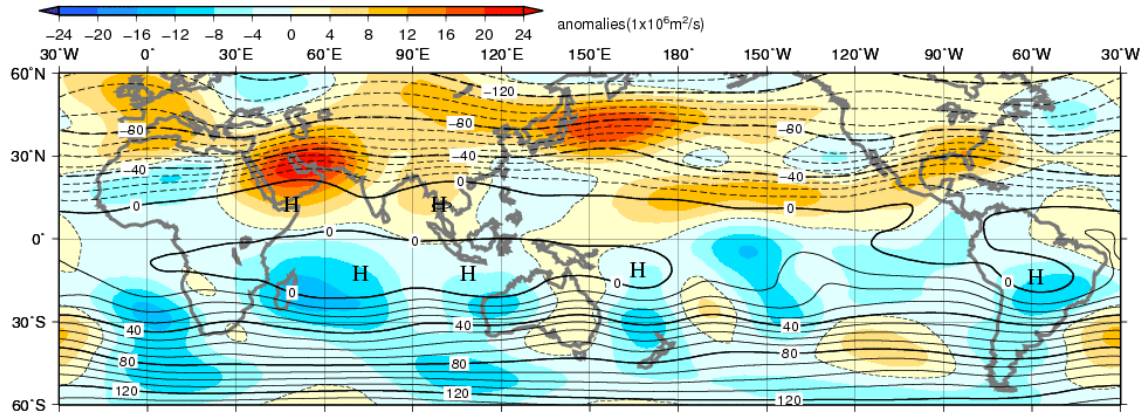 anomalies(1x10⁶m²/s)
−24 −20 −16 −12 −8 −4 0 4 8 12 16 20 24
30˚W 0˚ 30˚E 60˚E 90˚E 120˚E 150˚E 180˚ 150˚W 120˚W 90˚W 60˚W 30˚W
60˚N
−120
−80 −80 −80
30˚N
−40 −40 −40
0 H H 0 0
0˚ 0 0
H H H H
0 0 0
30˚S
40 40 40
80 80
120 120 120
60˚S